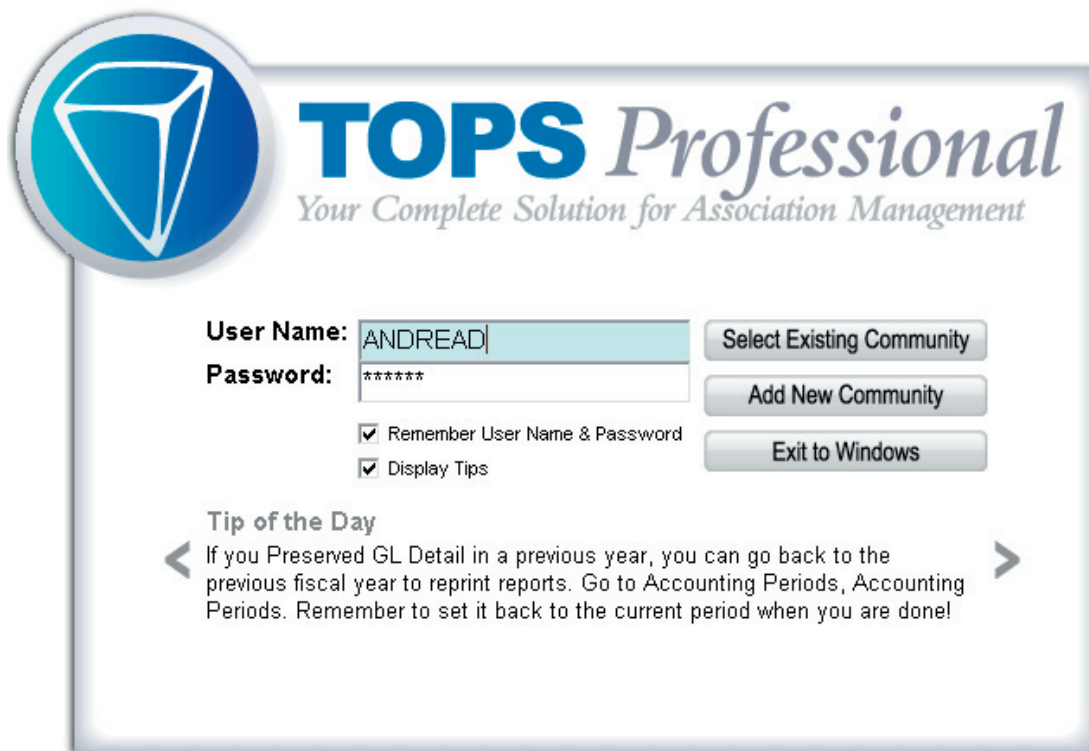 TOPS Professional
Your Complete Solution for Association Management
User Name: ANDREAD
Password: ******
Remember User Name & Password
Display Tips
Select Existing Community
Add New Community
Exit to Windows
Tip of the Day
If you Preserved GL Detail in a previous year, you can go back to the
previous fiscal year to reprint reports. Go to Accounting Periods, Accounting
Periods. Remember to set it back to the current period when you are done!